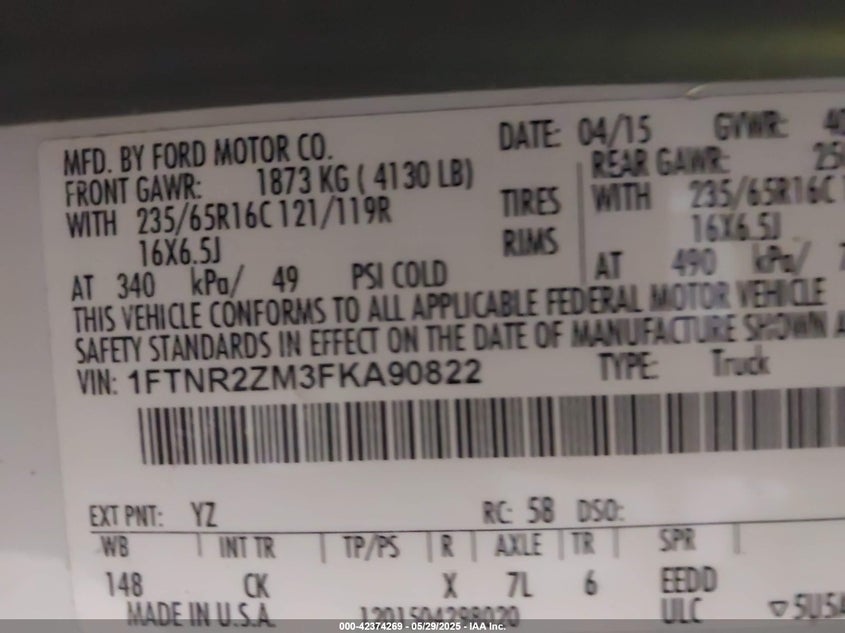 MFD. BY FORD MOTOR CO. DATE: 04/15 GVWR:
FRONT GAWR: 1873 KG ( 4130 LB) REAR GAWR:
WITH 235/65R16C 121/119R TIRES WITH 235/65R16C
16X6.5J RIMS 16X6.5J
AT 340 kPa/ 49 PSI COLD AT 490 kPa/
THIS VEHICLE CONFORMS TO ALL APPLICABLE FEDERAL MOTOR VEHICLE
SAFETY STANDARDS IN EFFECT ON THE DATE OF MANUFACTURE SHOWN
VIN: 1FTNR2ZM3FKA90822 TYPE: Truck
EXT PNT: YZ RC: 58 DSO:
WB INT TR TP/PS R AXLE TR SPR
148 CK X 7L 6 EEDD
MADE IN U.S.A. 1201504298020 ULC
000-42374269 - 05/29/2025 - IAA Inc.